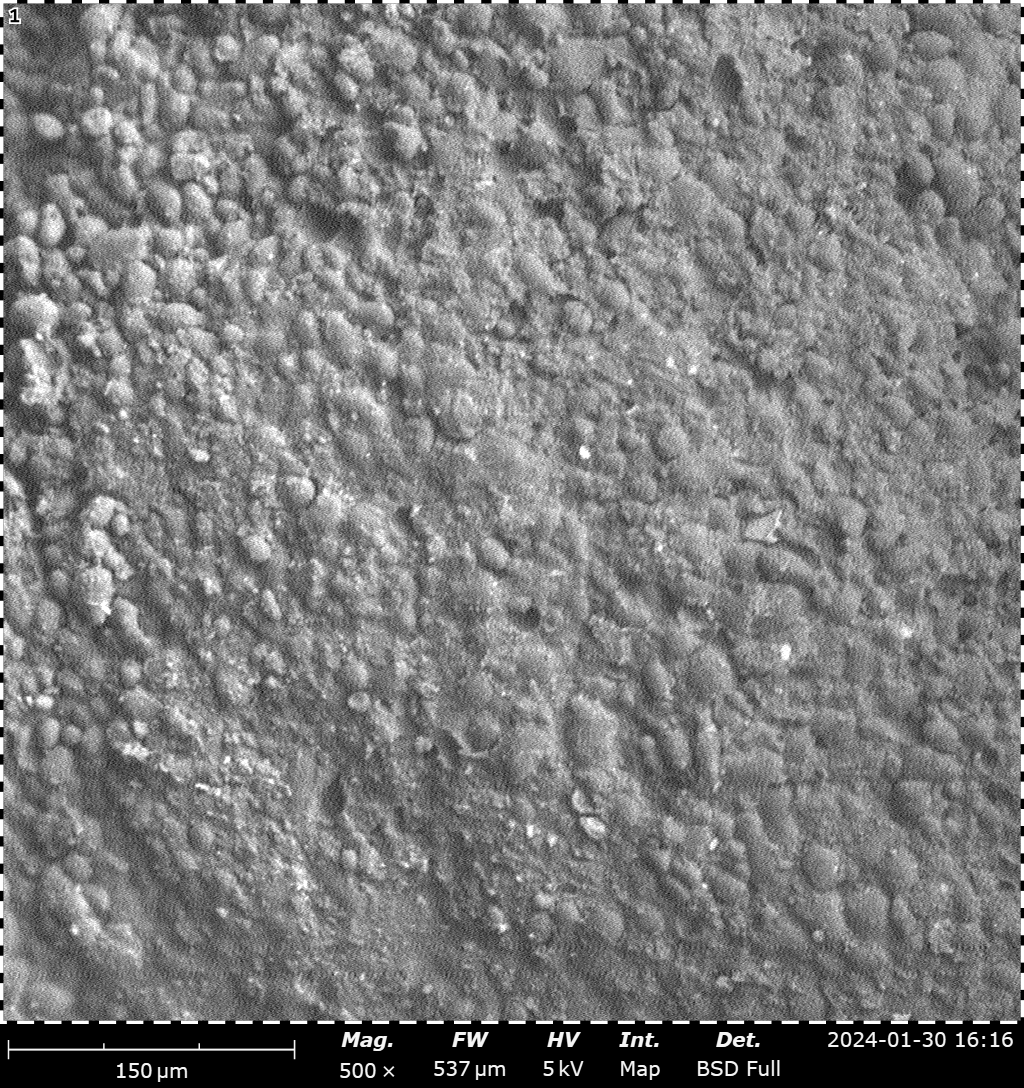 1
Mag. FW HV Int. Det. 2024-01-30 16:16
150 µm 500 × 537 µm 5 kV Map BSD Full